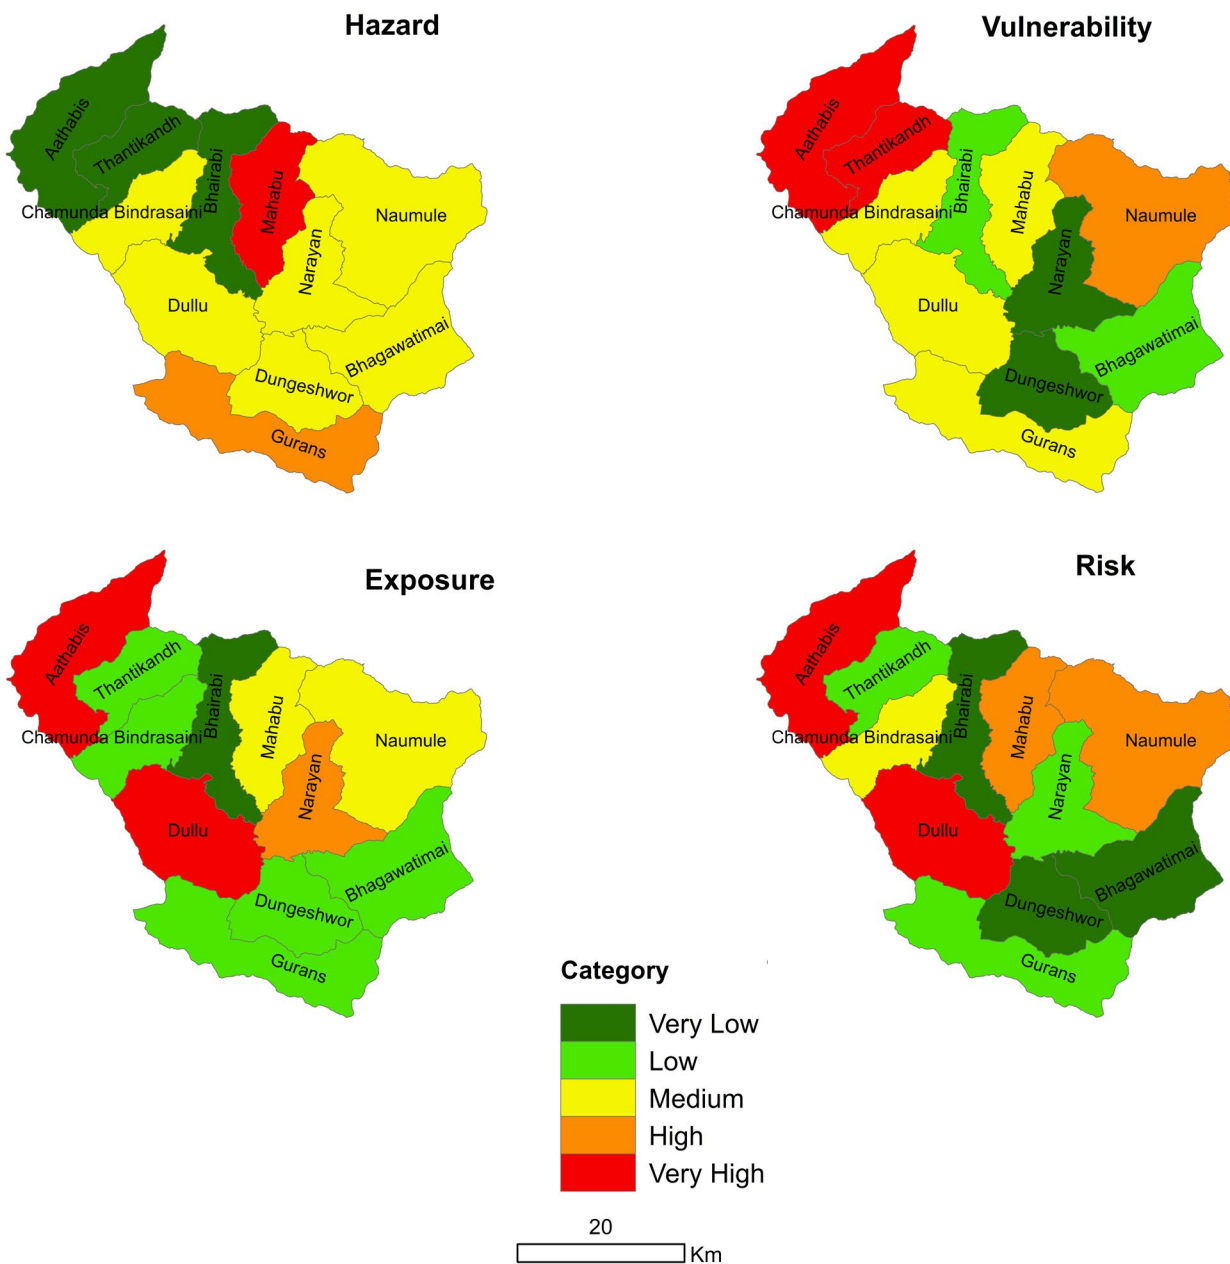 Hazard
Aathabis
Thantikandh
Bhairabi
Mahabu
Naumule
Chamunda Bindrasaini
Narayan
Dullu
Bhagawatimai
Dungeshwor
Gurans
Vulnerability
Aathabis
Thantikandh
Bhairabi
Mahabu
Naumule
Chamunda Bindrasaini
Narayan
Dullu
Bhagawatimai
Dungeshwor
Gurans
Exposure
Aathabis
Thantikandh
Bhairabi
Mahabu
Naumule
Chamunda Bindrasaini
Narayan
Dullu
Bhagawatimai
Dungeshwor
Gurans
Risk
Aathabis
Thantikandh
Bhairabi
Mahabu
Naumule
Chamunda Bindrasaini
Narayan
Dullu
Bhagawatimai
Dungeshwor
Gurans
Category
Very Low
Low
Medium
High
Very High
20
Km